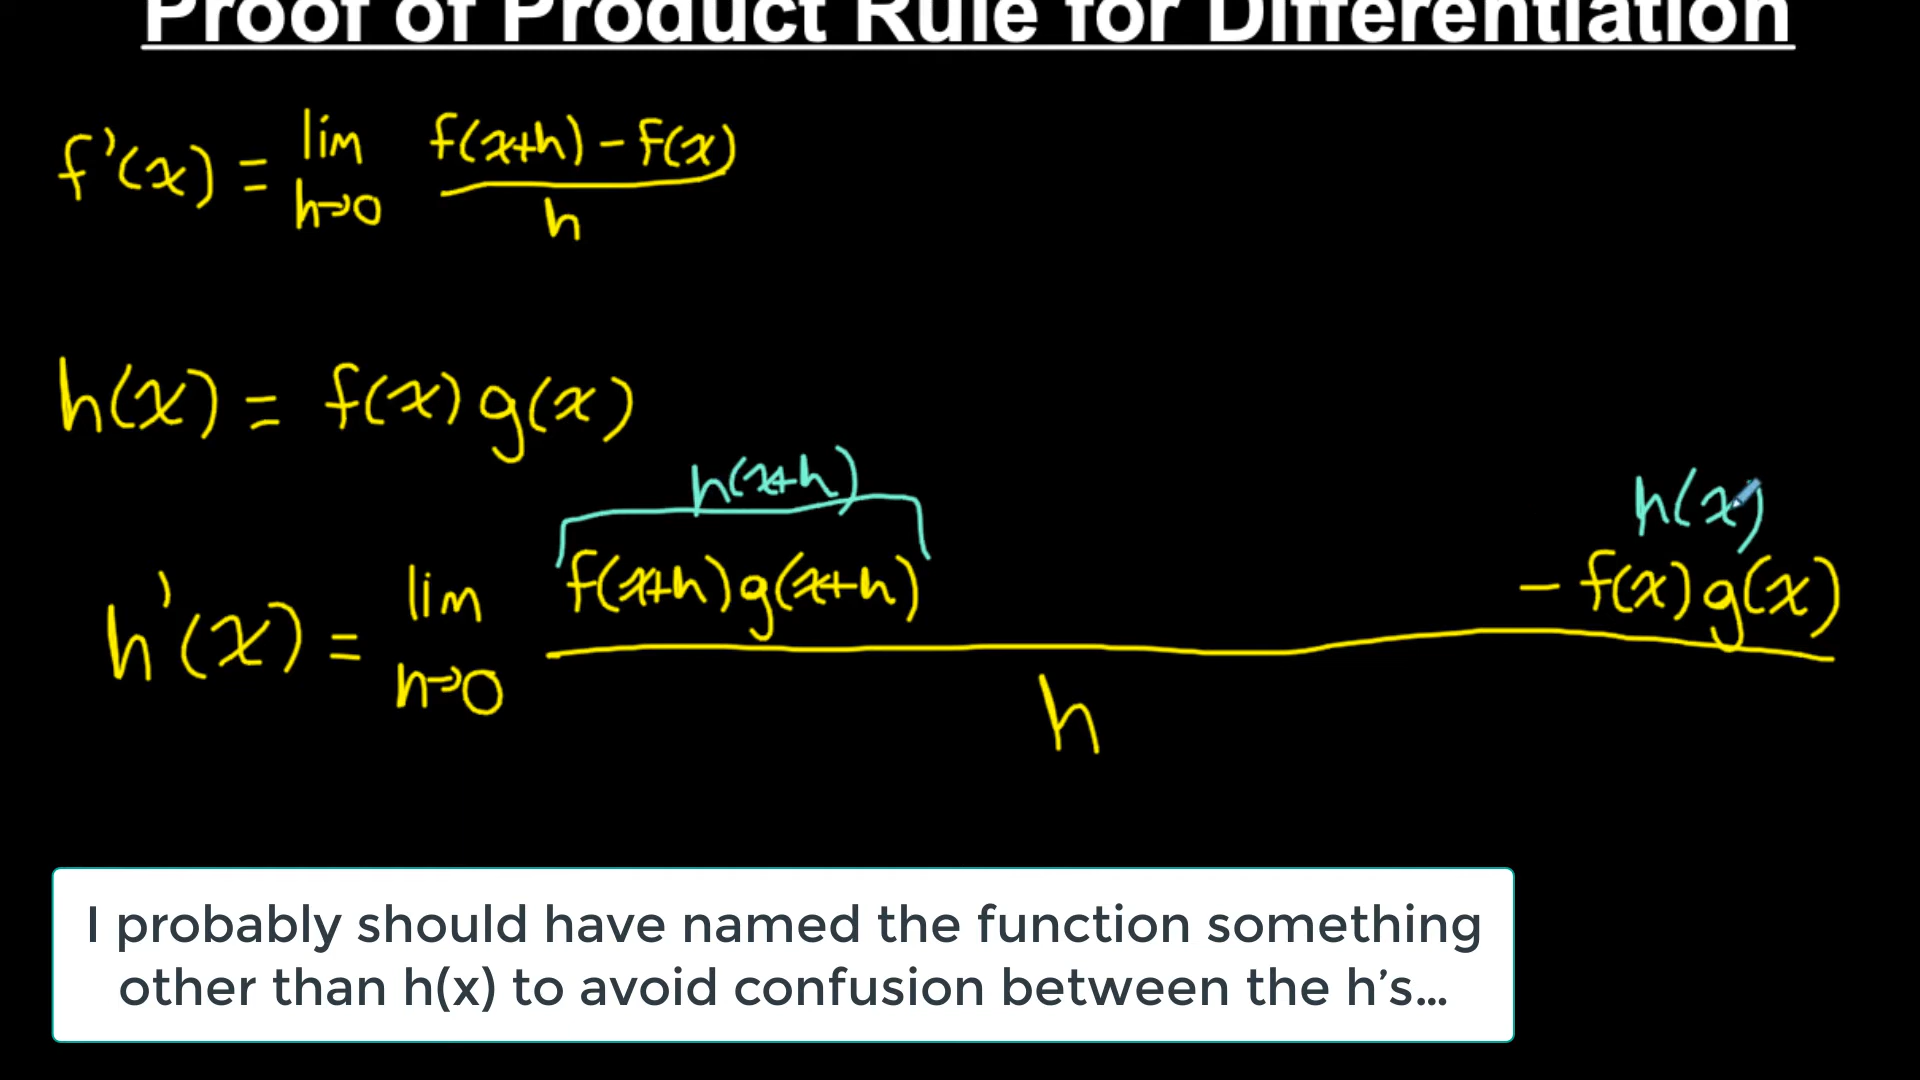 Proof of Product Rule for Differentiation
f'(x) = lim h→0 f(x+h) - f(x) / h
h(x) = f(x) g(x)
h(x+h)
h(x)
h'(x) = lim h→0 f(x+h) g(x+h) - f(x) g(x) / h
I probably should have named the function something
other than h(x) to avoid confusion between the h’s...